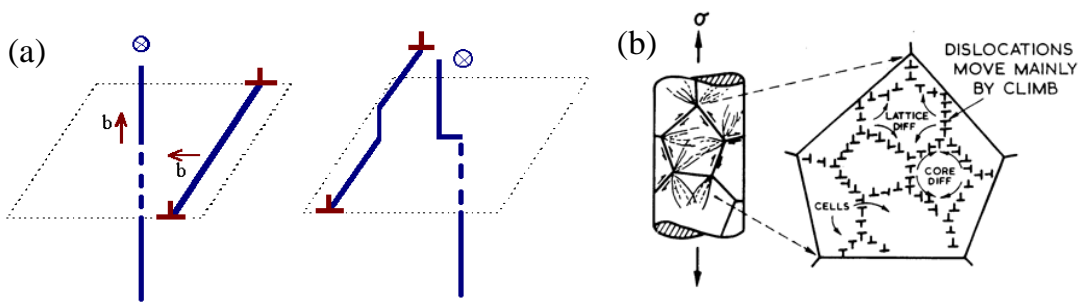 (a)
b
b
(b)
σ
DISLOCATIONS
MOVE MAINLY
BY CLIMB
LATTICE
DIFF
CORE
DIFF
CELLS